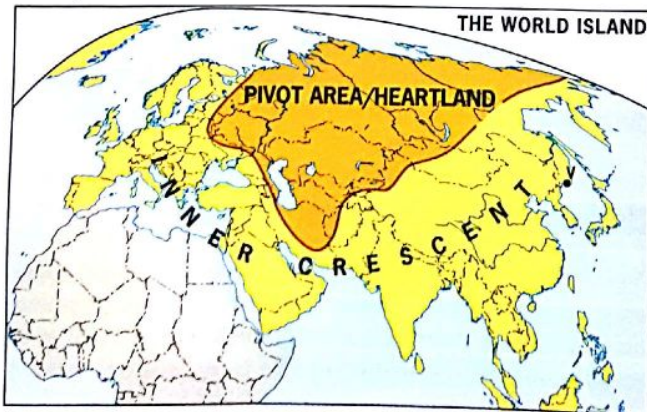 THE WORLD ISLAND
PIVOT AREA/HEARTLAND
INNER CRESCENT
V